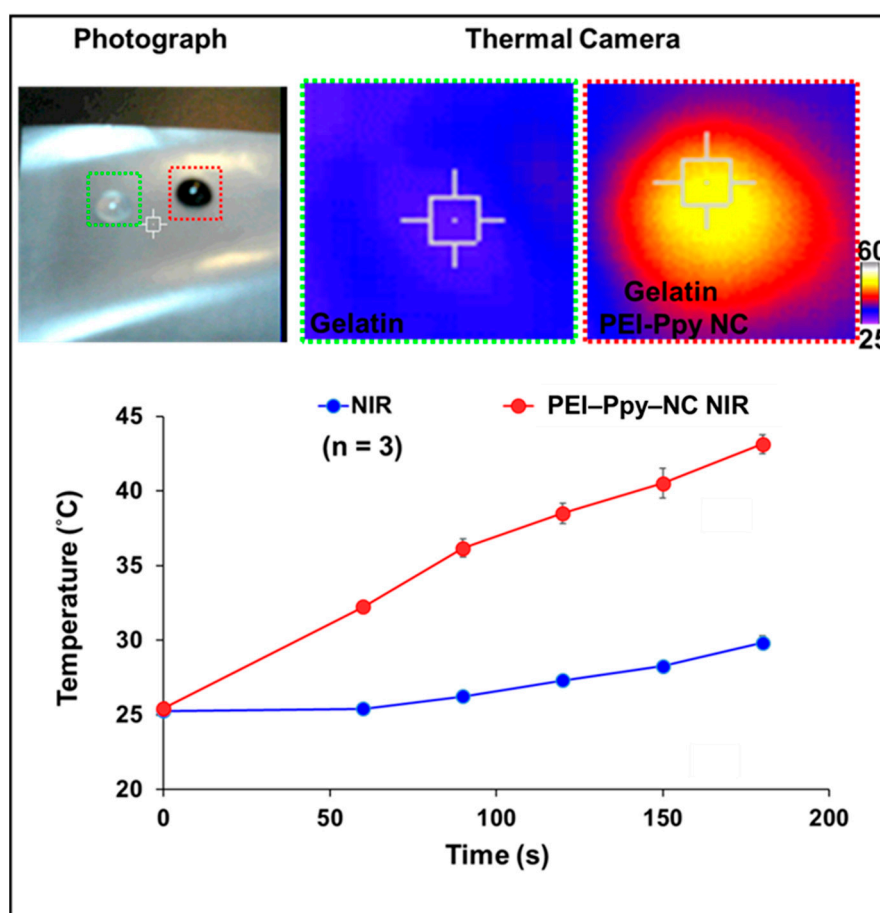 Photograph
Thermal Camera
Gelatin
Gelatin
PEI-Ppy NC
60
25
NIR
PEI–Ppy–NC NIR
(n = 3)
45
40
35
30
25
20
Temperature (˚C)
0
50
100
150
200
Time (s)